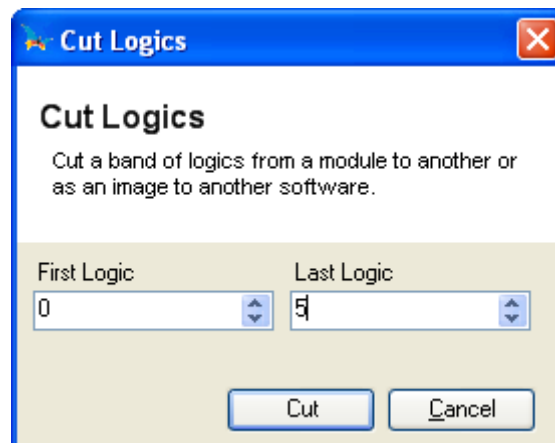 Cut Logics
Cut Logics
Cut a band of logics from a module to another or
as an image to another software.
First Logic Last Logic
0 5
Cut Cancel